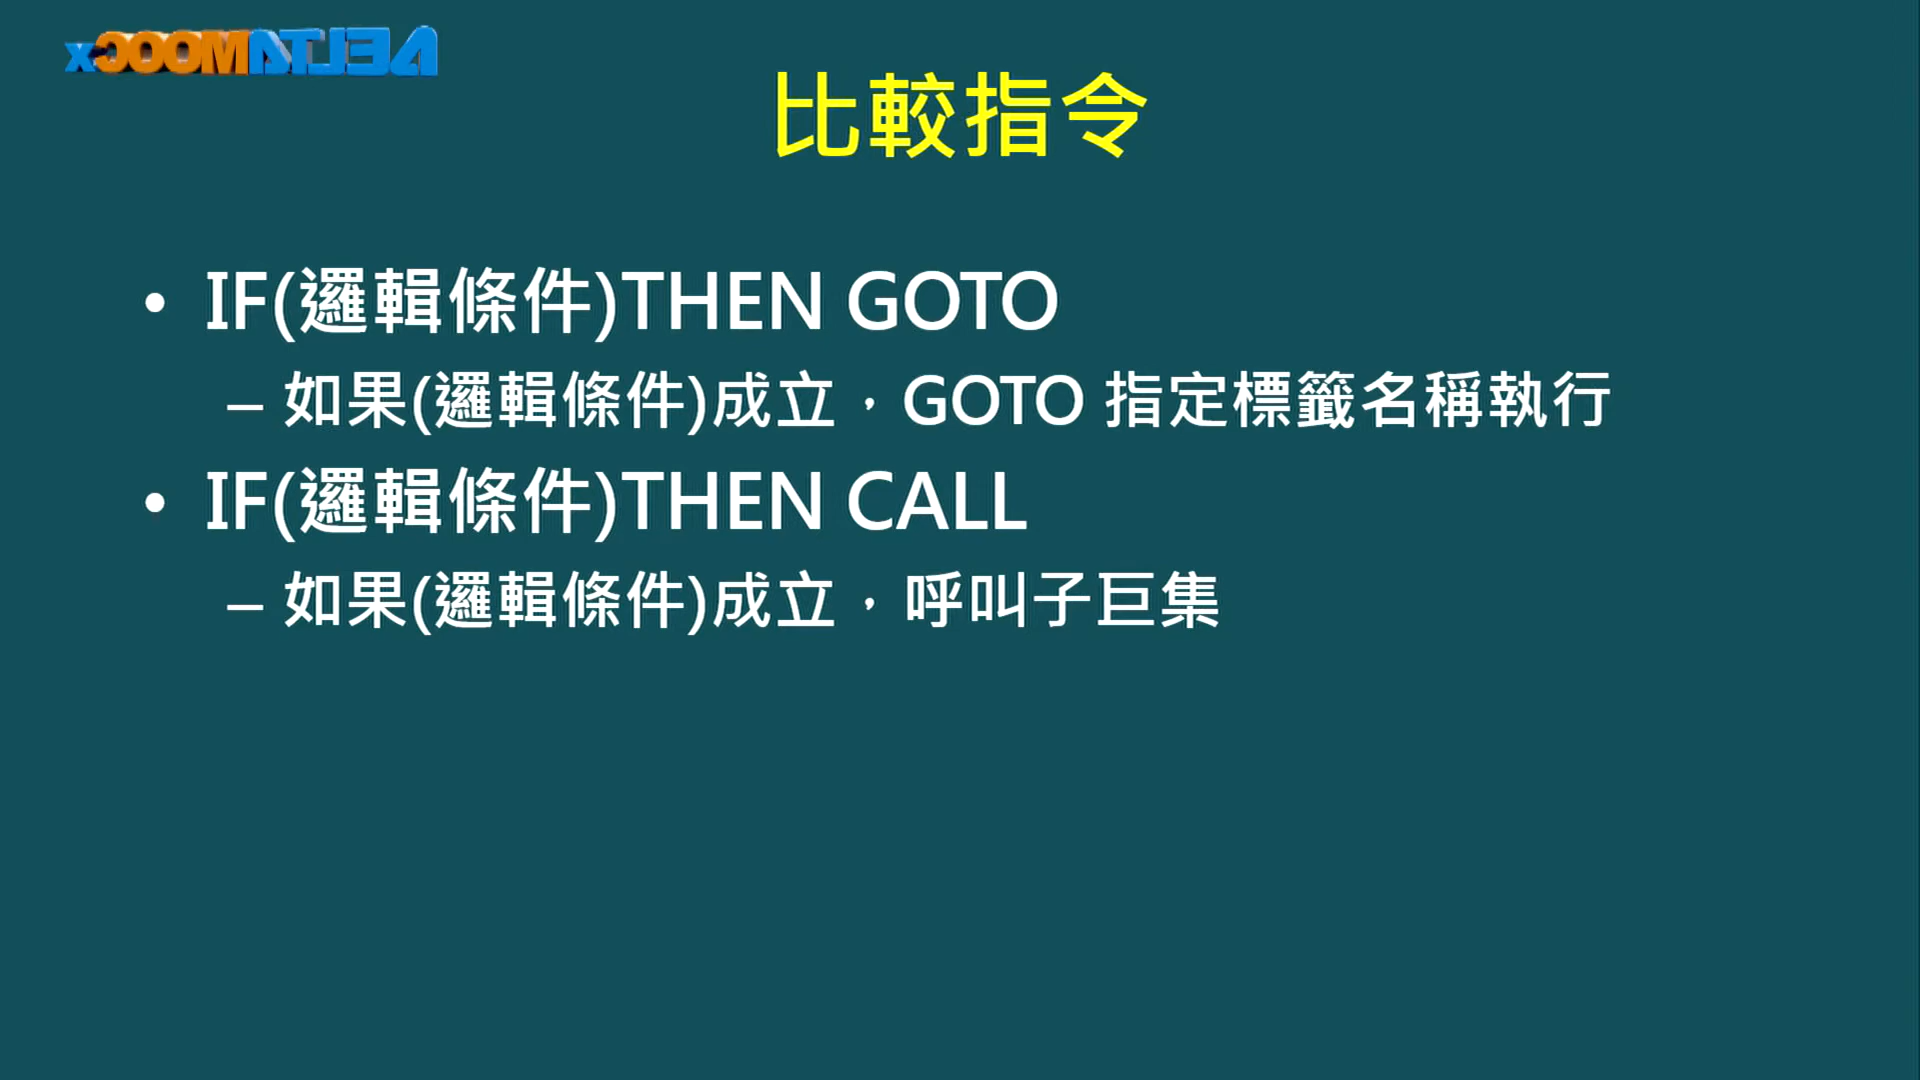 DELTAMOOCx
比較指令
• IF(邏輯條件)THEN GOTO
– 如果(邏輯條件)成立，GOTO 指定標籤名稱執行
• IF(邏輯條件)THEN CALL
– 如果(邏輯條件)成立，呼叫子巨集